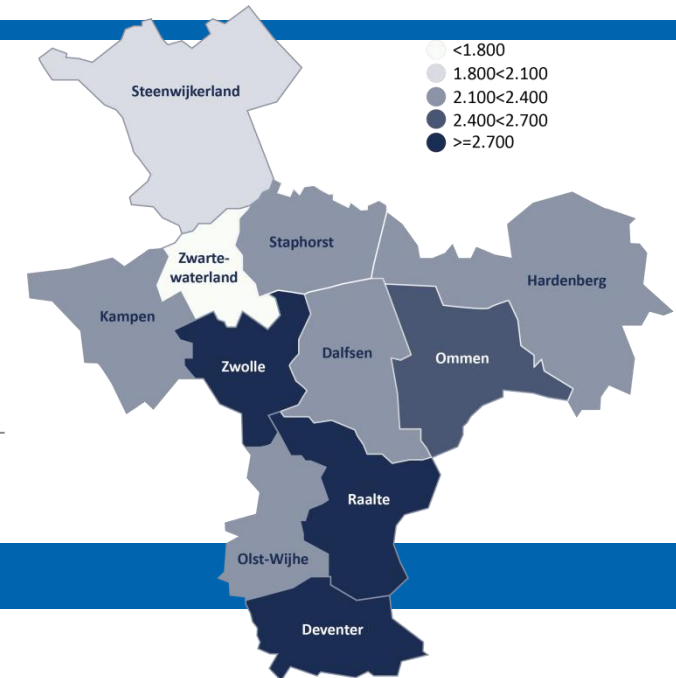 <1.800
1.800<2.100
2.100<2.400
2.400<2.700
>=2.700
Steenwijkerland
Staphorst
Zwarte-
waterland
Hardenberg
Kampen
Dalfsen
Ommen
Zwolle
Raalte
Olst-Wijhe
Deventer